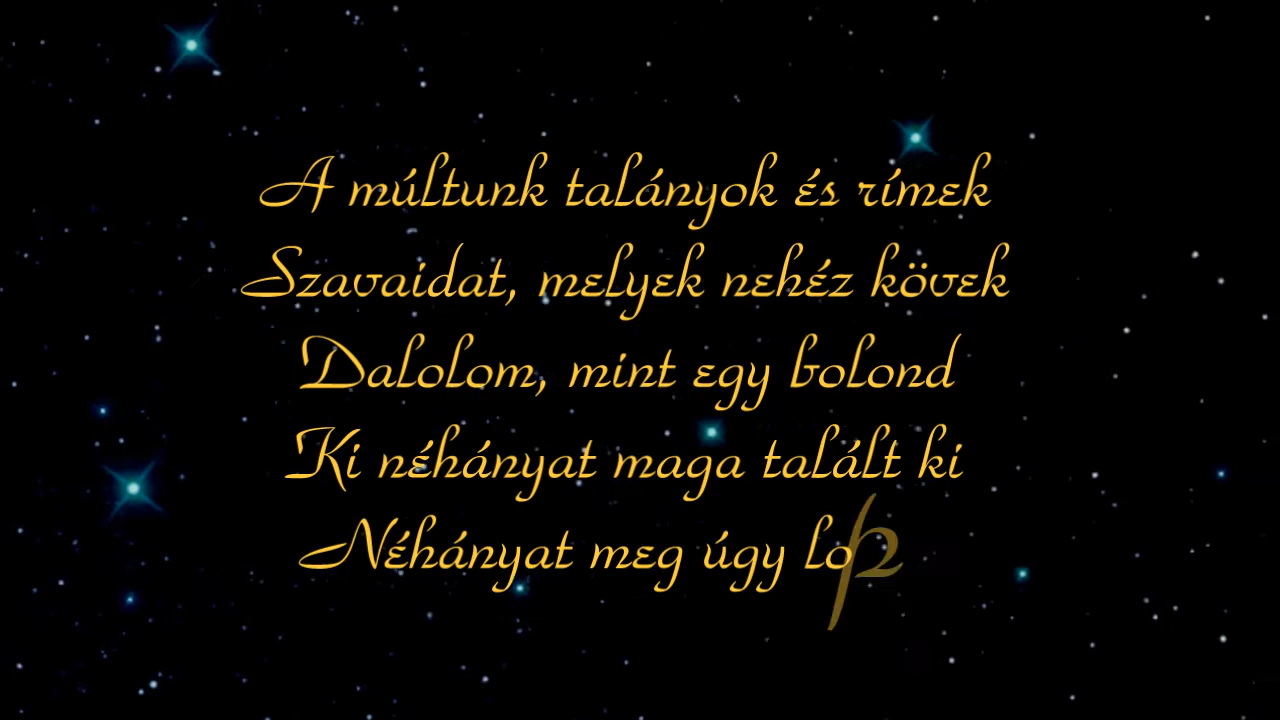 A múltunk talányok és rímek
Szavaidat, melyek nehéz kövek
Dalolom, mint egy bolond
Ki néhányat maga talált ki
Néhányat meg úgy lop